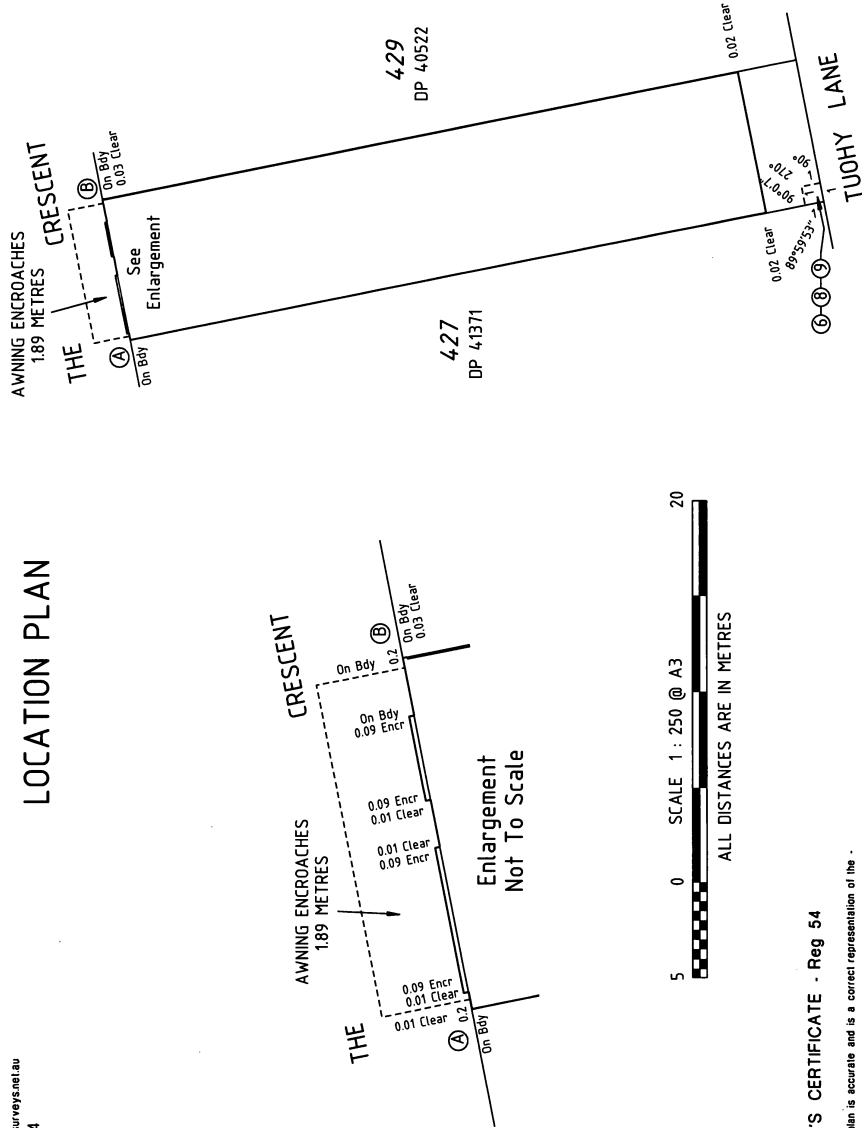 AWNING ENCROACHES
1.89 METRES
THE CRESCENT
A
On Bdy
B
On Bdy
0.03 Clear
See
Enlargement
429
DP 40522
427
DP 41371
0.02 Clear
0.02 Clear
90°0'7"
270°
90°
89°59'53"
1
1
6-8-9
TUOHY LANE
LOCATION PLAN
AWNING ENCROACHES
1.89 METRES
THE CRESCENT
On Bdy
B
0.2
On Bdy
0.03 Clear
On Bdy
0.09 Encr
0.09 Encr
0.01 Clear
0.01 Clear
0.09 Encr
0.09 Encr
0.01 Clear
0.01 Clear
A
0.2
On Bdy
Enlargement
Not To Scale
SCALE 1 : 250 @ A3
5 0 20
ALL DISTANCES ARE IN METRES
urveys.net.au
4
'S CERTIFICATE - Reg 54
plan is accurate and is a correct representation of the -